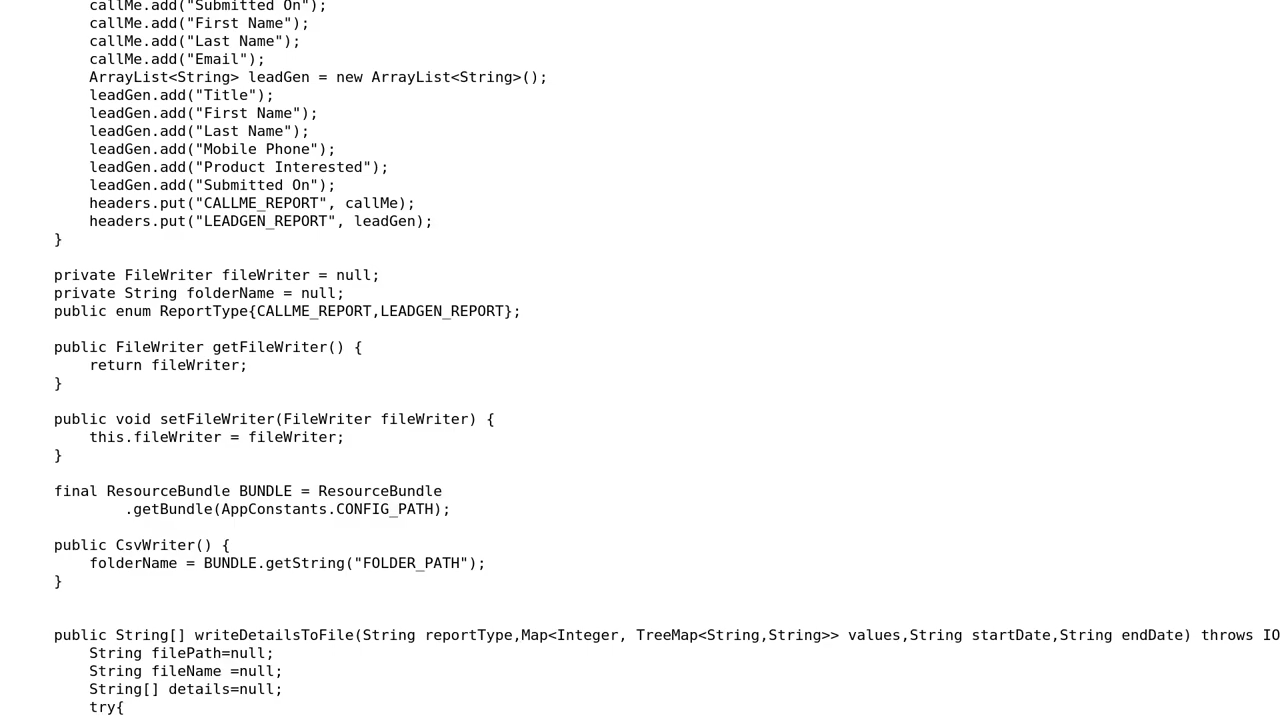 callMe.add("Submitted On");
callMe.add("First Name");
callMe.add("Last Name");
callMe.add("Email");
ArrayList<String> leadGen = new ArrayList<String>();
leadGen.add("Title");
leadGen.add("First Name");
leadGen.add("Last Name");
leadGen.add("Mobile Phone");
leadGen.add("Product Interested");
leadGen.add("Submitted On");
headers.put("CALLME_REPORT", callMe);
headers.put("LEADGEN_REPORT", leadGen);
}
private FileWriter fileWriter = null;
private String folderName = null;
public enum ReportType{CALLME_REPORT,LEADGEN_REPORT};
public FileWriter getFileWriter() {
return fileWriter;
}
public void setFileWriter(FileWriter fileWriter) {
this.fileWriter = fileWriter;
}
final ResourceBundle BUNDLE = ResourceBundle
.getBundle(AppConstants.CONFIG_PATH);
public CsvWriter() {
folderName = BUNDLE.getString("FOLDER_PATH");
}
public String[] writeDetailsToFile(String reportType,Map<Integer, TreeMap<String,String>> values,String startDate,String endDate) throws IO
String filePath=null;
String fileName =null;
String[] details=null;
try{